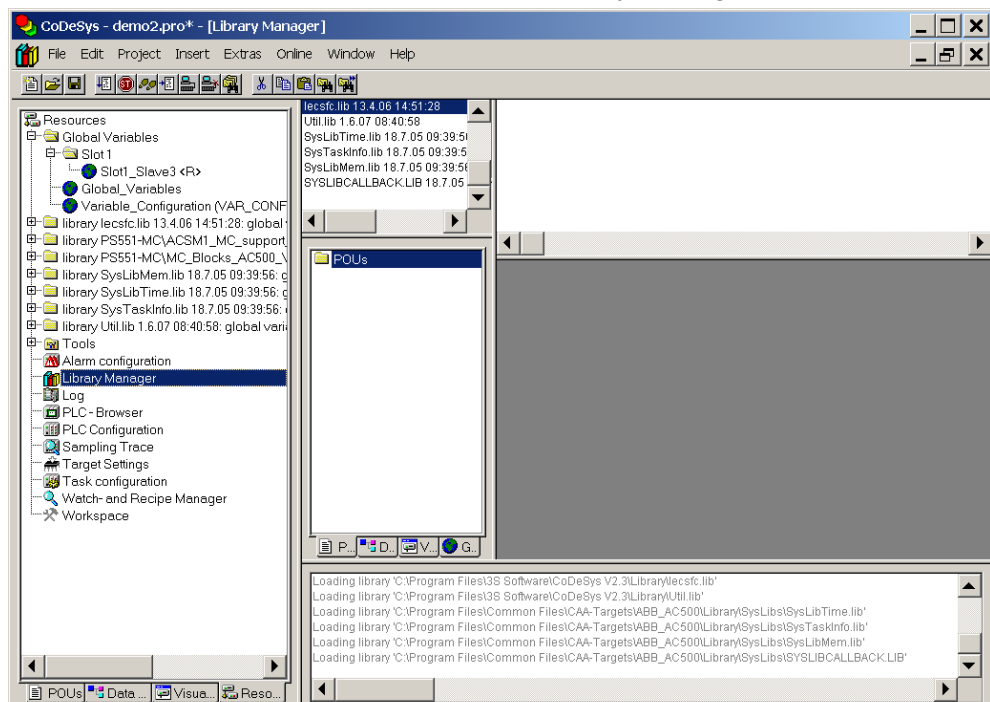 CoDeSys - demo2.pro* - [Library Manager]
File Edit Project Insert Extras Online Window Help
Resources
Global Variables
Slot 1
Slot1_Slave3 <R>
Global_Variables
Variable_Configuration (VAR_CONF
library Iecsfc.lib 13.4.06 14:51:28: global
library PS551-MC\ACSM1_MC_support
library PS551-MC\MC_Blocks_AC500_
library SysLibMem.lib 18.7.05 09:39:56: g
library SysLibTime.lib 18.7.05 09:39:56: g
library SysTaskInfo.lib 18.7.05 09:39:56:
library Util.lib 1.6.07 08:40:58: global vari
Tools
Alarm configuration
Library Manager
Log
PLC - Browser
PLC Configuration
Sampling Trace
Target Settings
Task configuration
Watch- and Recipe Manager
Workspace
POUs Data ... Visua... Reso...
Iecsfc.lib 13.4.06 14:51:28
Util.lib 1.6.07 08:40:58
SysLibTime.lib 18.7.05 09:39:5
SysTaskInfo.lib 18.7.05 09:39:5
SysLibMem.lib 18.7.05 09:39:56
SYSLIBCALLBACK.LIB 18.7.05
POUs
P... D... V... G...
Loading library 'C:\Program Files\3S Software\CoDeSys V2.3\Library\Iecsfc.lib'
Loading library 'C:\Program Files\3S Software\CoDeSys V2.3\Library\Util.lib'
Loading library 'C:\Program Files\Common Files\CAA-Targets\ABB_AC500\Library\SysLibs\SysLibTime.lib'
Loading library 'C:\Program Files\Common Files\CAA-Targets\ABB_AC500\Library\SysLibs\SysTaskInfo.lib'
Loading library 'C:\Program Files\Common Files\CAA-Targets\ABB_AC500\Library\SysLibs\SysLibMem.lib'
Loading library 'C:\Program Files\Common Files\CAA-Targets\ABB_AC500\Library\SysLibs\SYSLIBCALLBACK.LIB'